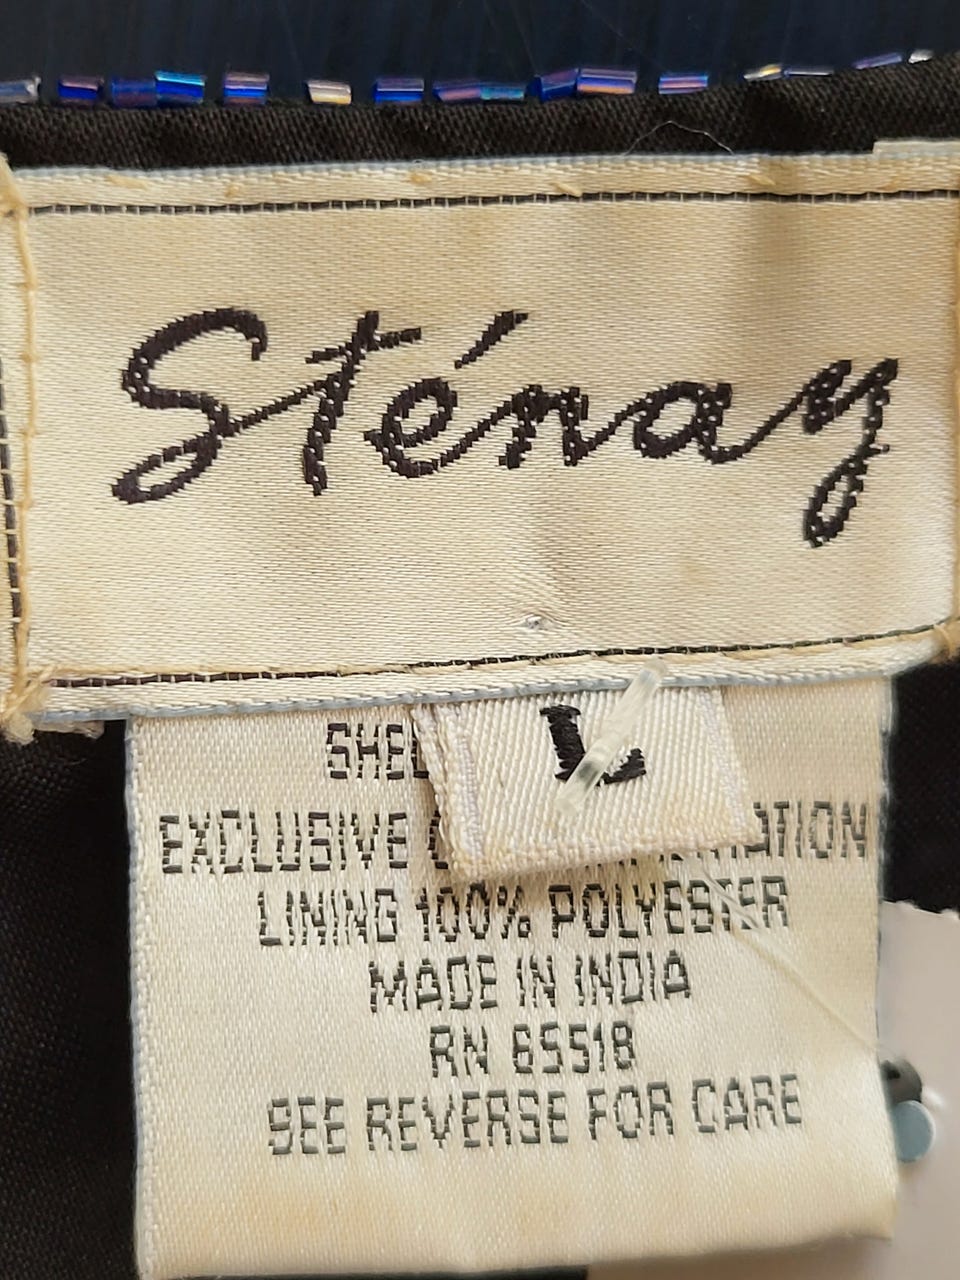 Sténay
L
EXCLUSIVE
LINING 100% POLYESTER
MADE IN INDIA
RN 85518
SEE REVERSE FOR CARE